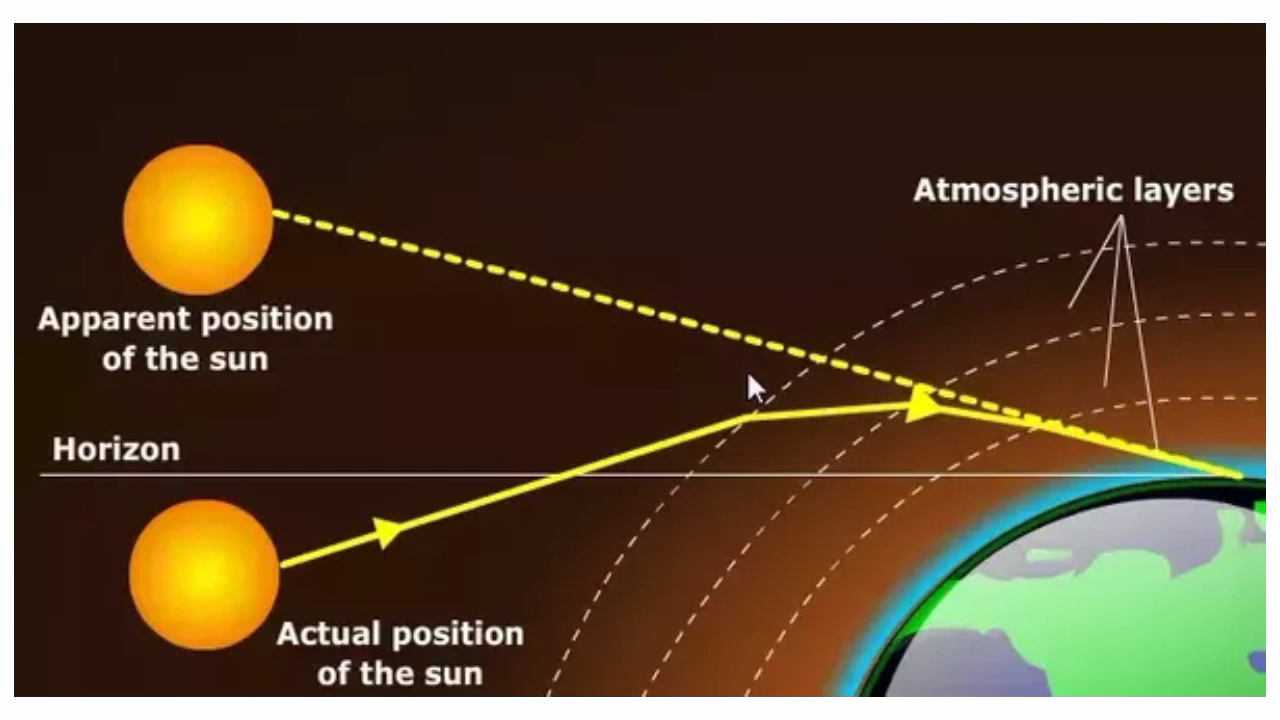 Atmospheric layers
Apparent position
of the sun
Horizon
Actual position
of the sun